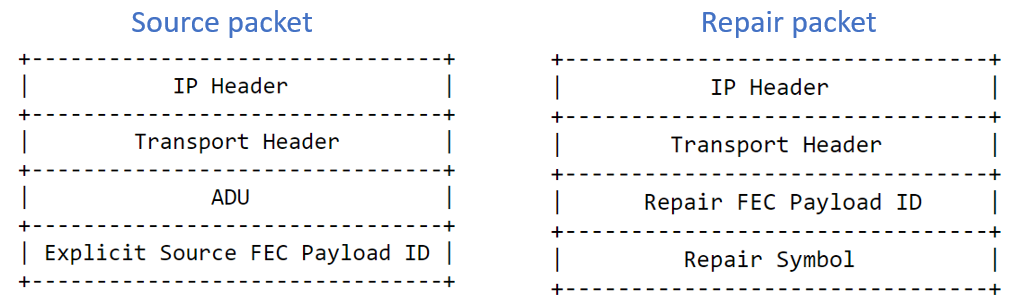 Source packet
+---------------------------------+
| IP Header |
+---------------------------------+
| Transport Header |
+---------------------------------+
| ADU |
+---------------------------------+
| Explicit Source FEC Payload ID |
+---------------------------------+
Repair packet
+---------------------------------+
| IP Header |
+---------------------------------+
| Transport Header |
+---------------------------------+
| Repair FEC Payload ID |
+---------------------------------+
| Repair Symbol |
+---------------------------------+